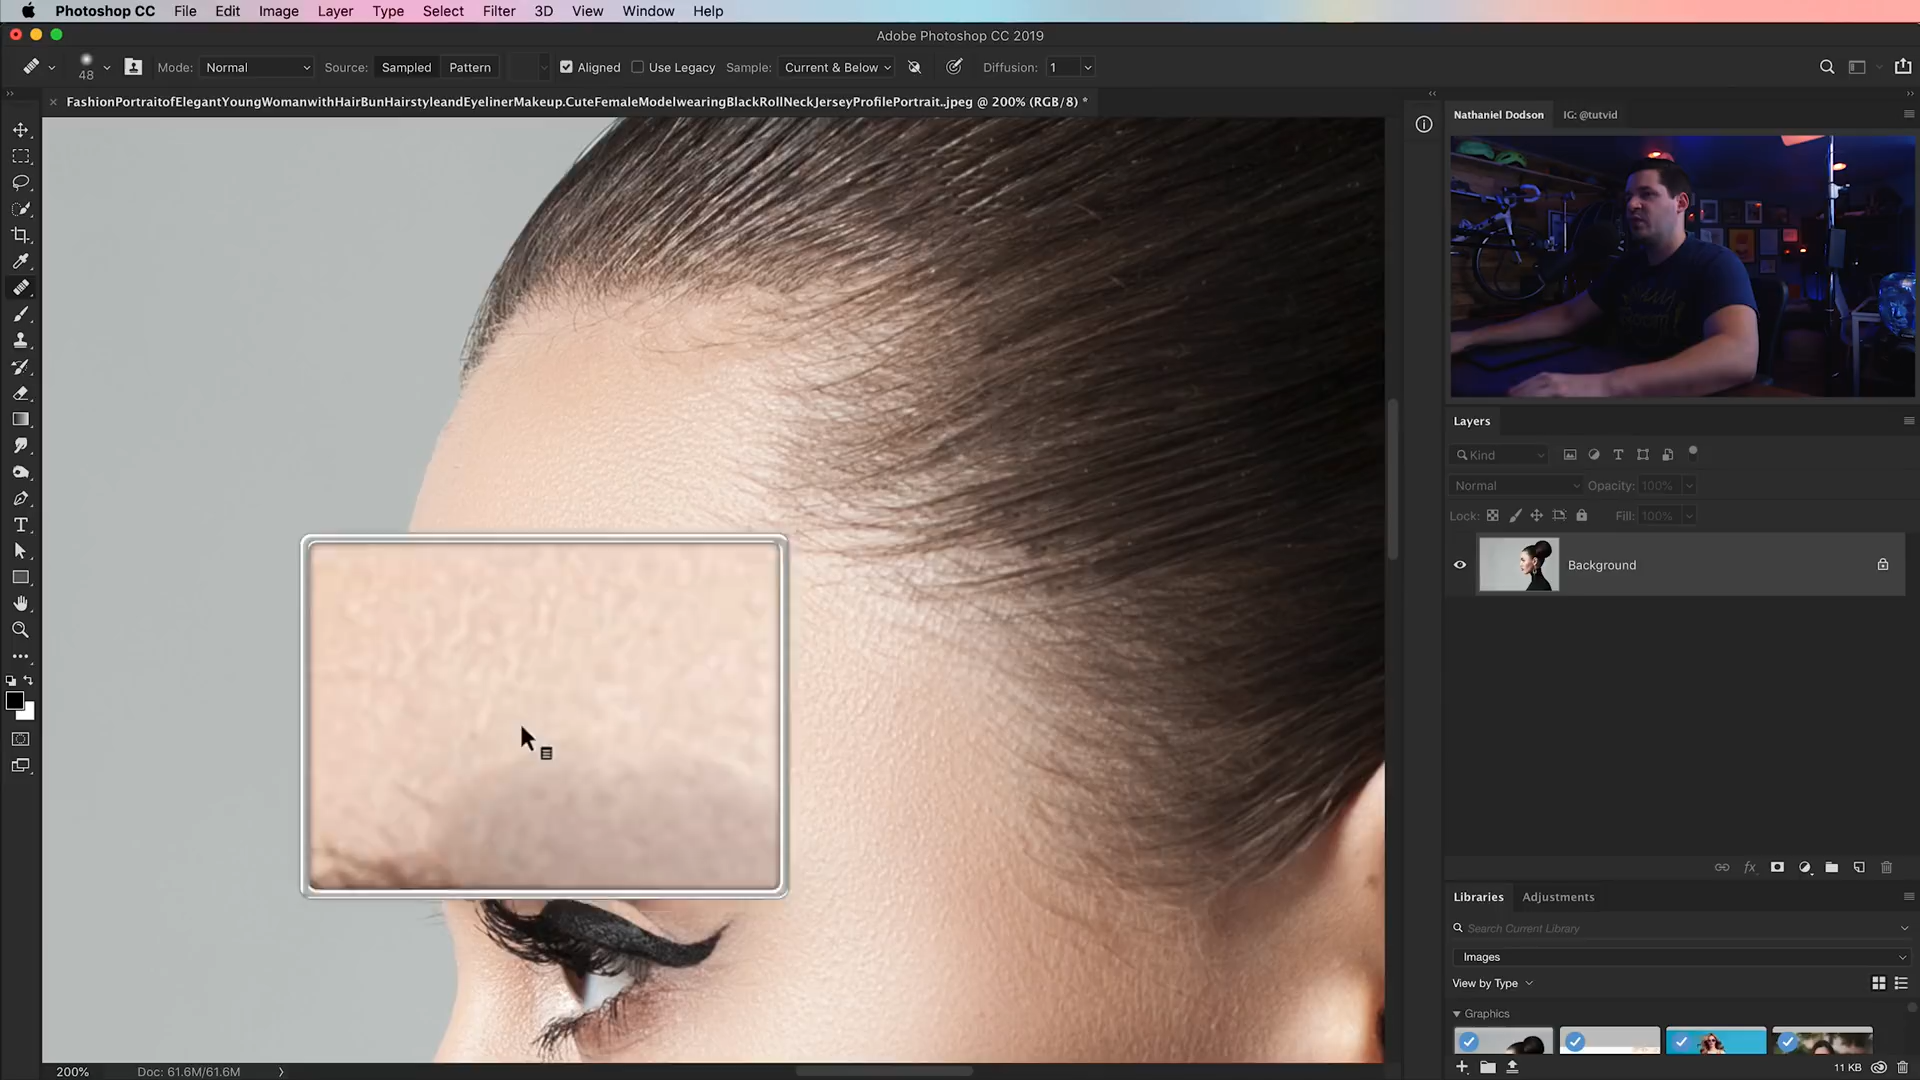 Photoshop CC File Edit Image Layer Type Select Filter 3D View Window Help
Adobe Photoshop CC 2019
48 Mode: Normal Source: Sampled Pattern Aligned Use Legacy Sample: Current & Below Diffusion: 1
FashionPortraitofElegantYoungWomanwithHairBunHairstyleandEyelinerMakeup.CuteFemaleModelwearingBlackRollNeckJerseyProfilePortrait..jpeg @ 200% (RGB/8) *
Nathaniel Dodson IG: @tutvid
Layers
Kind
Normal Opacity: 100%
Lock: Fill: 100%
Background
Libraries Adjustments
Search Current Library
Images
View by Type
Graphics
200% Doc: 61.6M/61.6M
11 KB